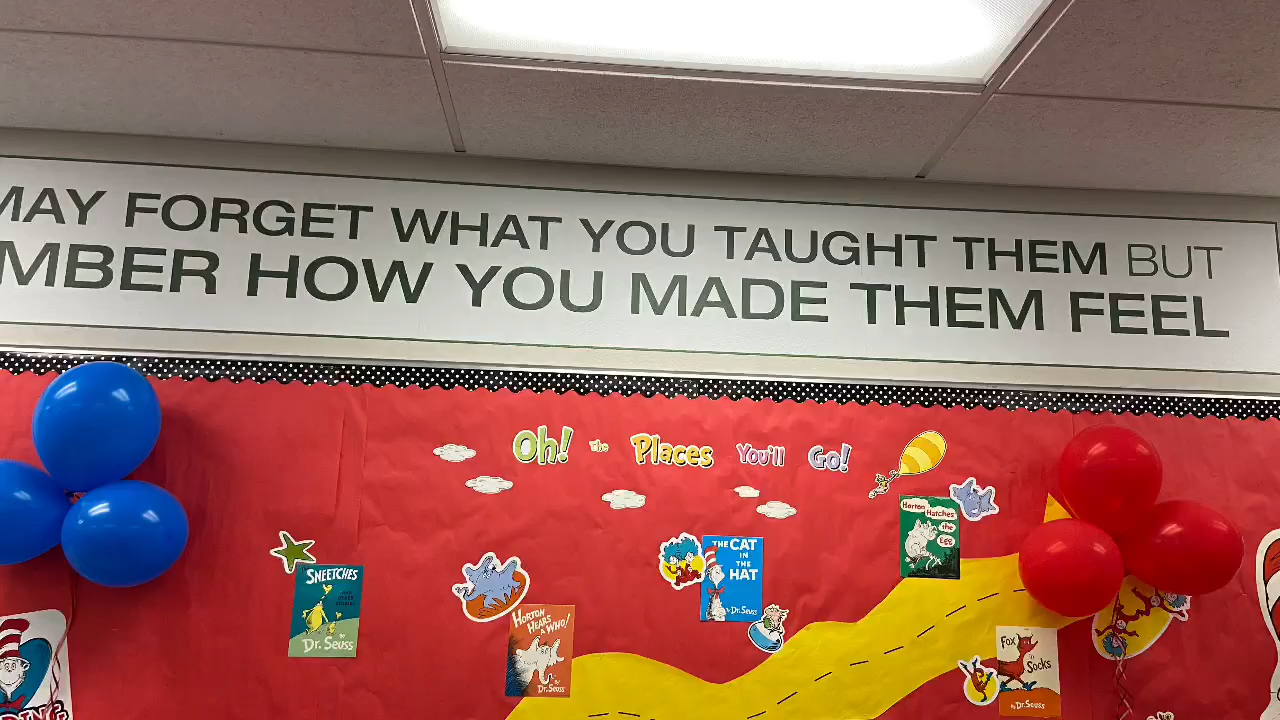 MAY FORGET WHAT YOU TAUGHT THEM BUT
MBER HOW YOU MADE THEM FEEL
Oh! the Places You'll Go!
Horton
Hatches
the
Egg
THE CAT
IN
THE
HAT
By Dr. Seuss
SNEETCHES
AND OTHER
STORIES
BY
Dr. Seuss
HORTON
HEARS
A WHO!
By Dr. Seuss
Fox
in
Socks
By Dr. Seuss